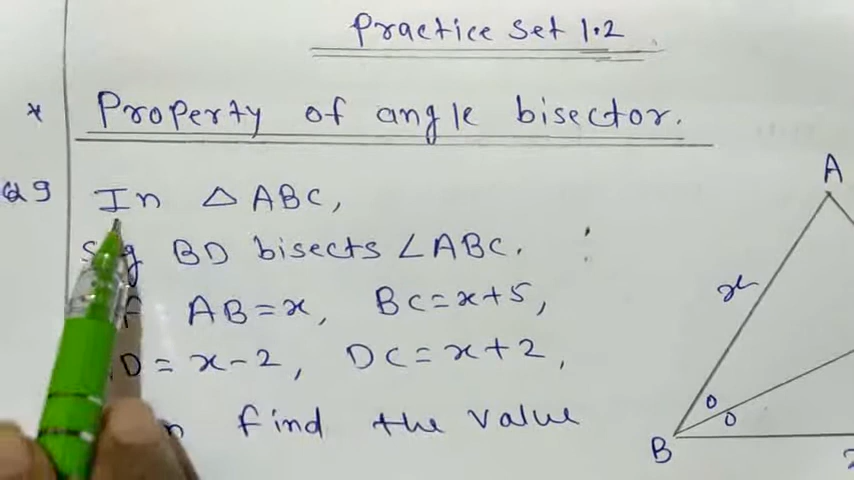 Practice Set 1.2
* Property of angle bisector.
Q9 In △ABC,
BD bisects ∠ABC.
AB = x, BC = x+5,
D = x-2, DC = x+2,
find the value
A
x
B